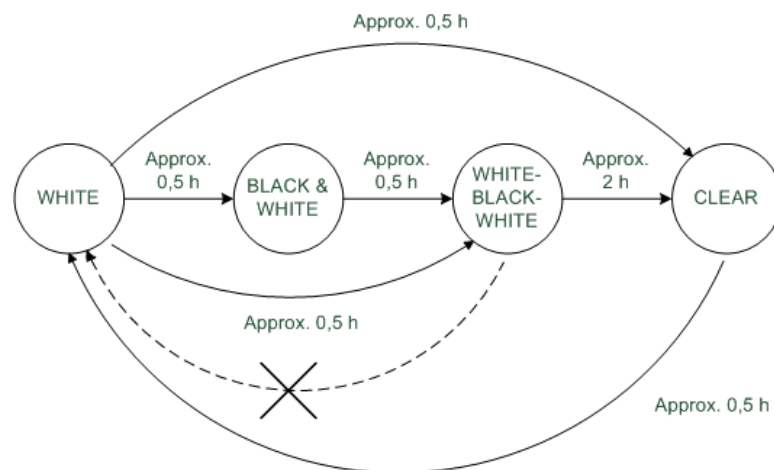 Approx. 0,5 h
Approx.
0,5 h
Approx.
0,5 h
Approx.
2 h
WHITE
BLACK &
WHITE
WHITE-
BLACK-
WHITE
CLEAR
Approx. 0,5 h
Approx. 0,5 h